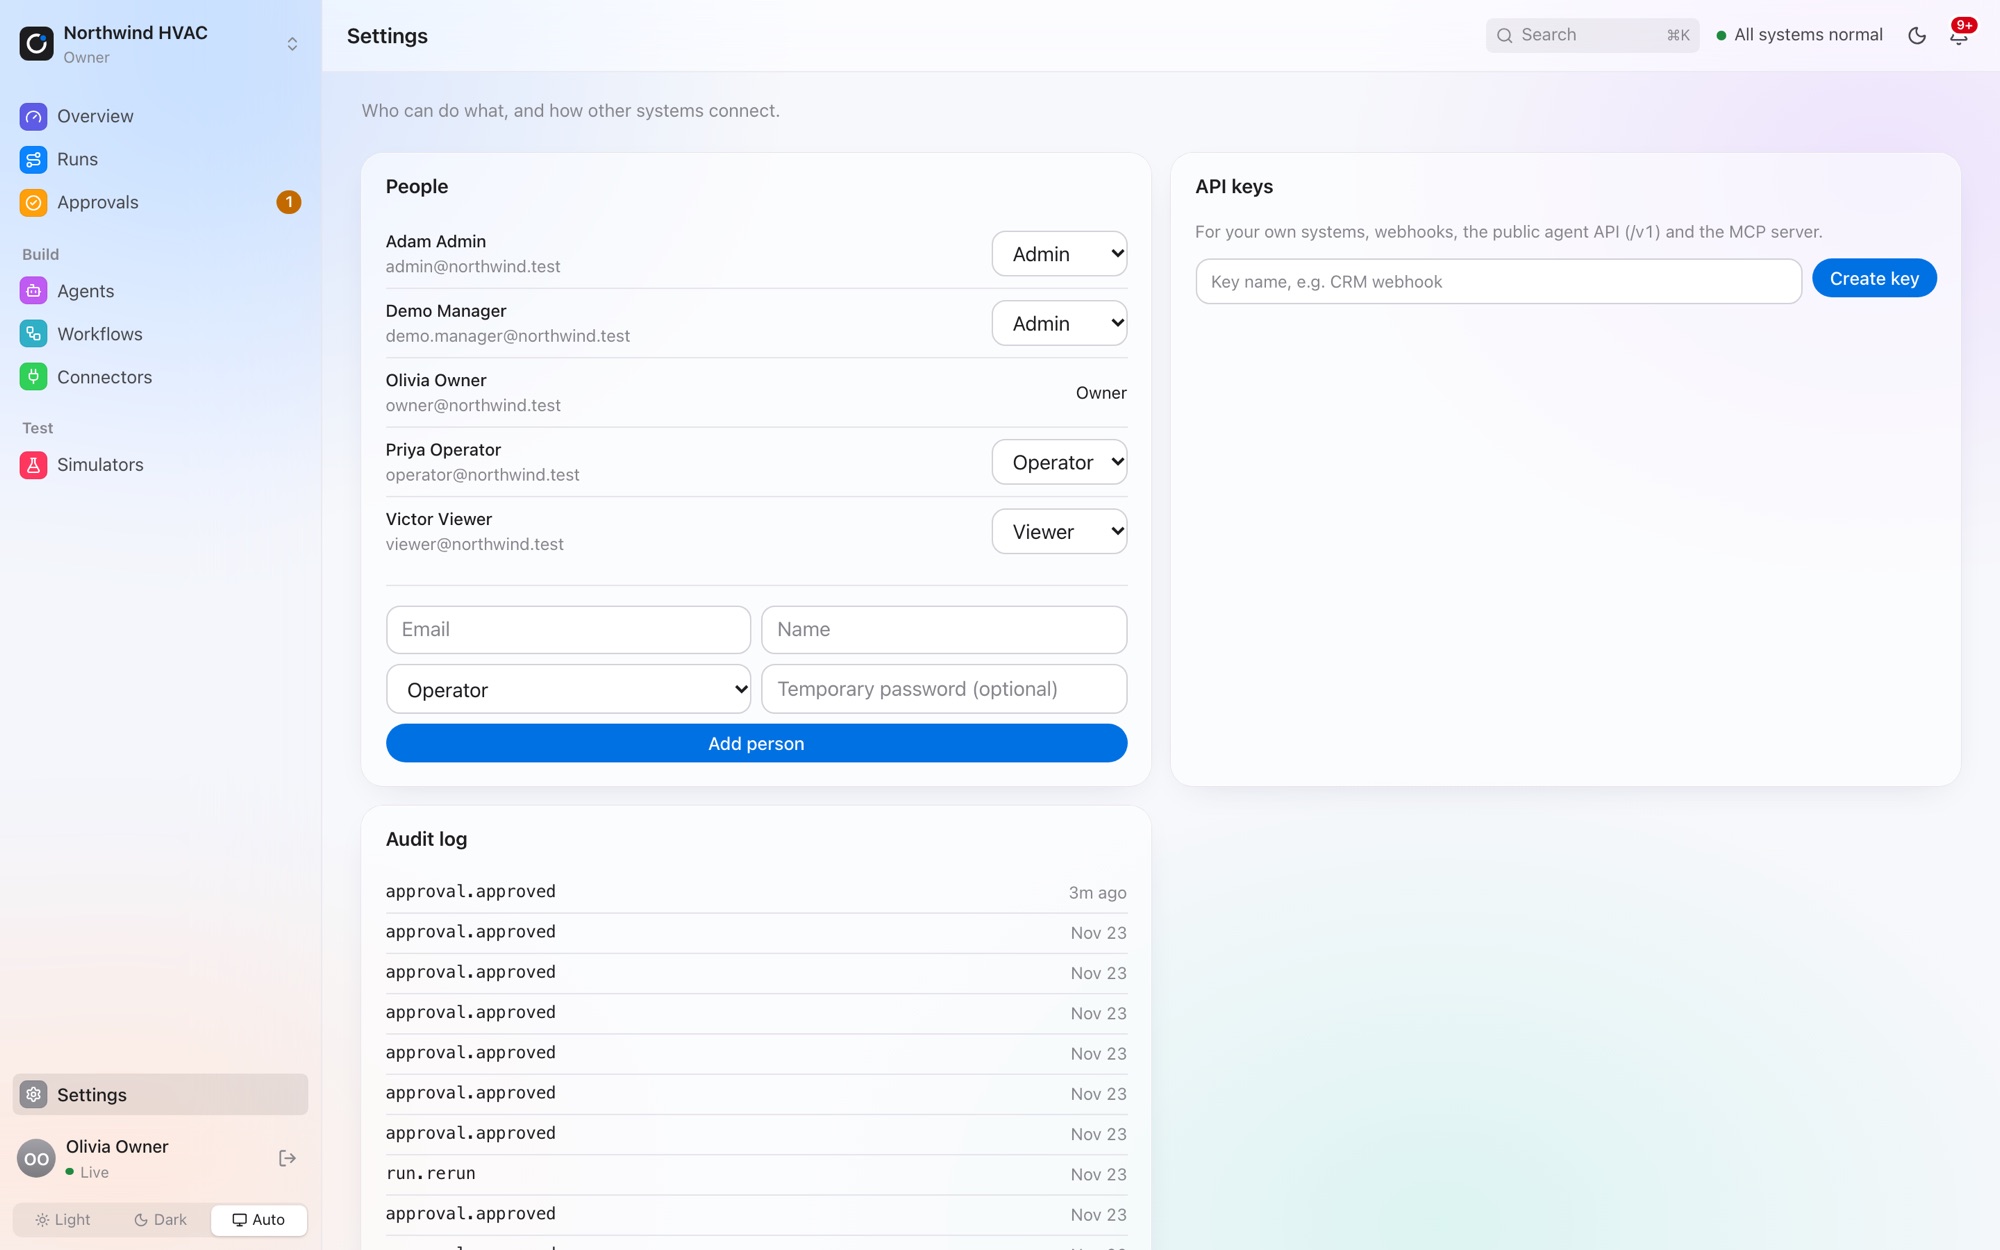 Northwind HVAC
Owner
Overview
Runs
Approvals
1
Build
Agents
Workflows
Connectors
Test
Simulators
Settings
OO
Olivia Owner
Live
Light
Dark
Auto
Settings
Search
⌘K
All systems normal
9+
Who can do what, and how other systems connect.
People
Adam Admin
admin@northwind.test
Admin
Demo Manager
demo.manager@northwind.test
Admin
Olivia Owner
owner@northwind.test
Owner
Priya Operator
operator@northwind.test
Operator
Victor Viewer
viewer@northwind.test
Viewer
Email
Name
Operator
Temporary password (optional)
Add person
API keys
For your own systems, webhooks, the public agent API (/v1) and the MCP server.
Key name, e.g. CRM webhook
Create key
Audit log
approval.approved 3m ago
approval.approved Nov 23
approval.approved Nov 23
approval.approved Nov 23
approval.approved Nov 23
approval.approved Nov 23
approval.approved Nov 23
run.rerun Nov 23
approval.approved Nov 23